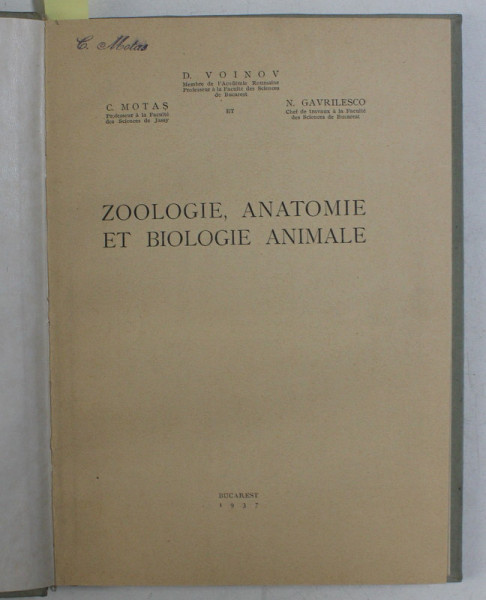 C. Motas
D. VOINOV
Membre de l'Académie Roumaine
Professeur à la Faculté des Sciences
de Bucarest
ET
C. MOTAŞ
Professeur à la Faculté
des Sciences de Jassy
N. GAVRILESCO
Chef de travaux à la Faculté
des Sciences de Bucarest
ZOOLOGIE, ANATOMIE
ET BIOLOGIE ANIMALE
BUCAREST
1937